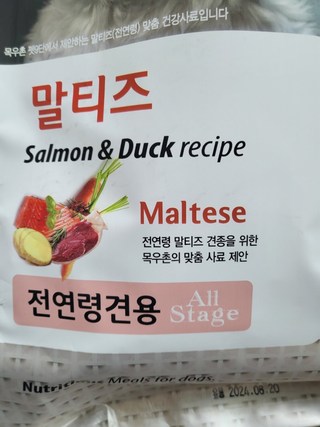 목우촌 펫9단에서 제안하는 말티즈(전연령) 맞춤 건강사료입니다
말티즈
Salmon & Duck recipe
Maltese
전연령 말티즈 견종을 위한
목우촌의 맞춤 사료 제안
전연령견용
All
Stage
Nutritious Meals for dogs.
2024.08.20